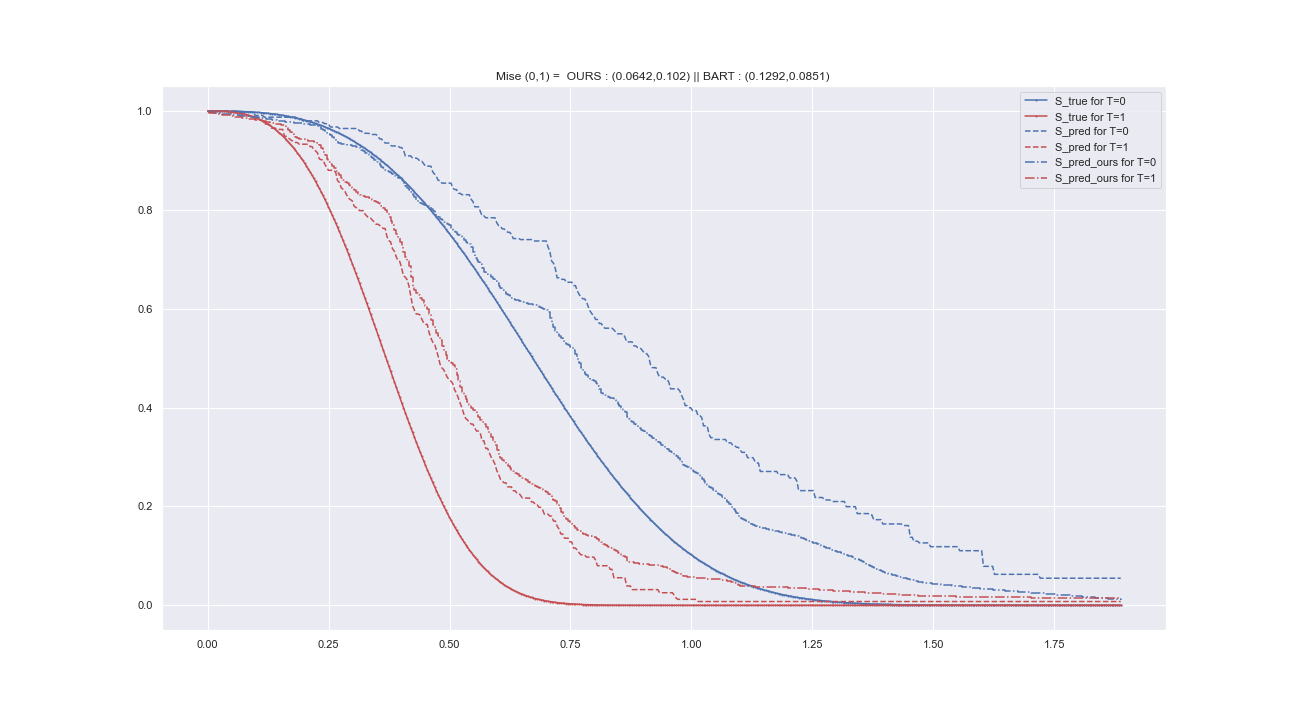 Mise (0,1) =  OURS : (0.0642,0.102) || BART : (0.1292,0.0851)
S_true for T=0
S_true for T=1
S_pred for T=0
S_pred for T=1
S_pred_ours for T=0
S_pred_ours for T=1
1.0
0.8
0.6
0.4
0.2
0.0
0.00 0.25 0.50 0.75 1.00 1.25 1.50 1.75